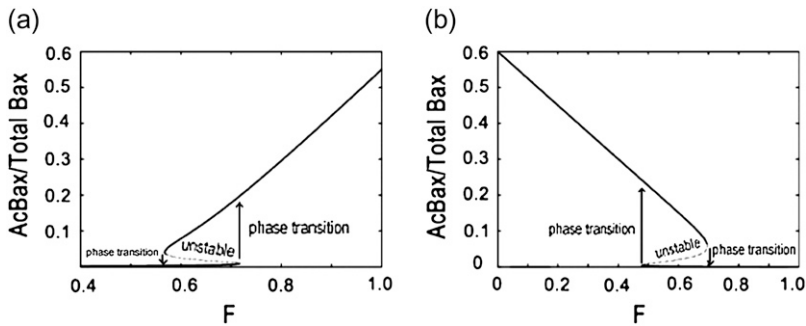 (a)
(b)
AcBax/Total Bax
0.6
0.5
0.4
0.3
0.2
0.1
phase transition
unstable
phase transition
0.4
0.6
0.8
1.0
F
AcBax/Total Bax
0.6
0.5
0.4
0.3
0.2
0.1
0
phase transition
unstable
phase transition
0
0.2
0.4
0.6
0.8
1.0
F